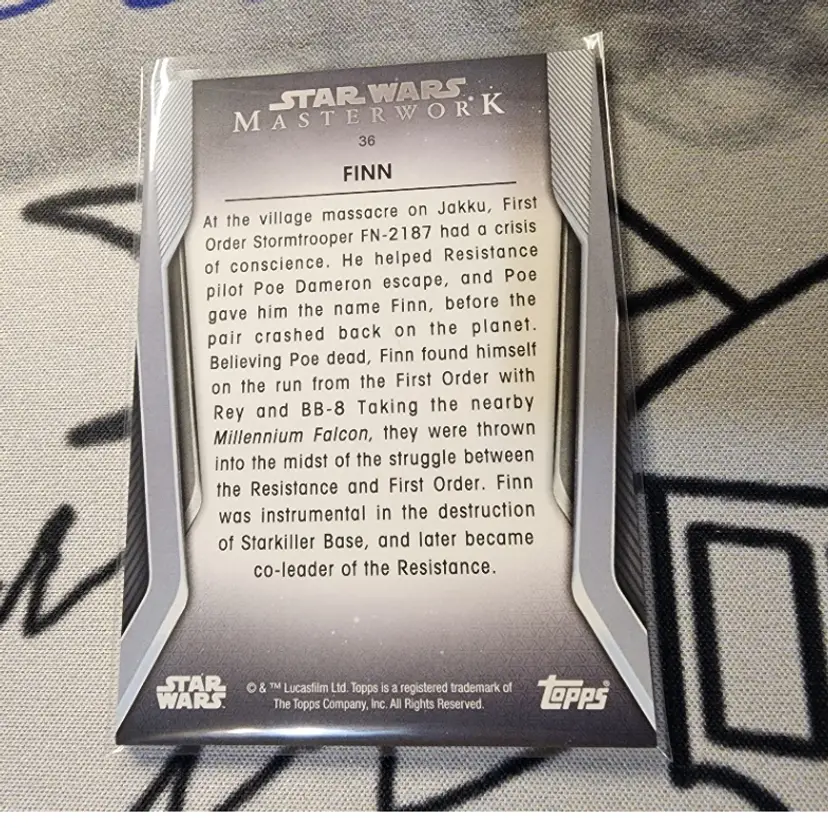 STAR WARS
MASTERWORK
36
FINN
At the village massacre on Jakku, First
Order Stormtrooper FN-2187 had a crisis
of conscience. He helped Resistance
pilot Poe Dameron escape, and Poe
gave him the name Finn, before the
pair crashed back on the planet.
Believing Poe dead, Finn found himself
on the run from the First Order with
Rey and BB-8 Taking the nearby
Millennium Falcon, they were thrown
into the midst of the struggle between
the Resistance and First Order. Finn
was instrumental in the destruction
of Starkiller Base, and later became
co-leader of the Resistance.
STAR
WARS
© & ™ Lucasfilm Ltd. Topps is a registered trademark of
The Topps Company, Inc. All Rights Reserved.
topps®